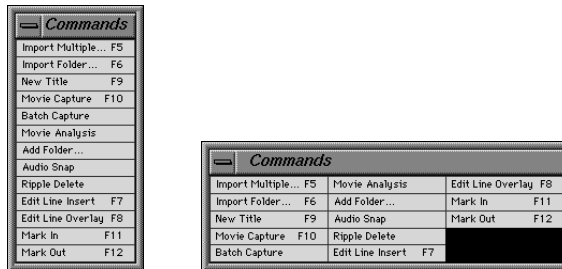 Commands
Import Multiple... F5
Import Folder... F6
New Title F9
Movie Capture F10
Batch Capture
Movie Analysis
Add Folder...
Audio Snap
Ripple Delete
Edit Line Insert F7
Edit Line Overlay F8
Mark In F11
Mark Out F12
Commands
Import Multiple... F5 Movie Analysis Edit Line Overlay F8
Import Folder... F6 Add Folder... Mark In F11
New Title F9 Audio Snap Mark Out F12
Movie Capture F10 Ripple Delete
Batch Capture Edit Line Insert F7